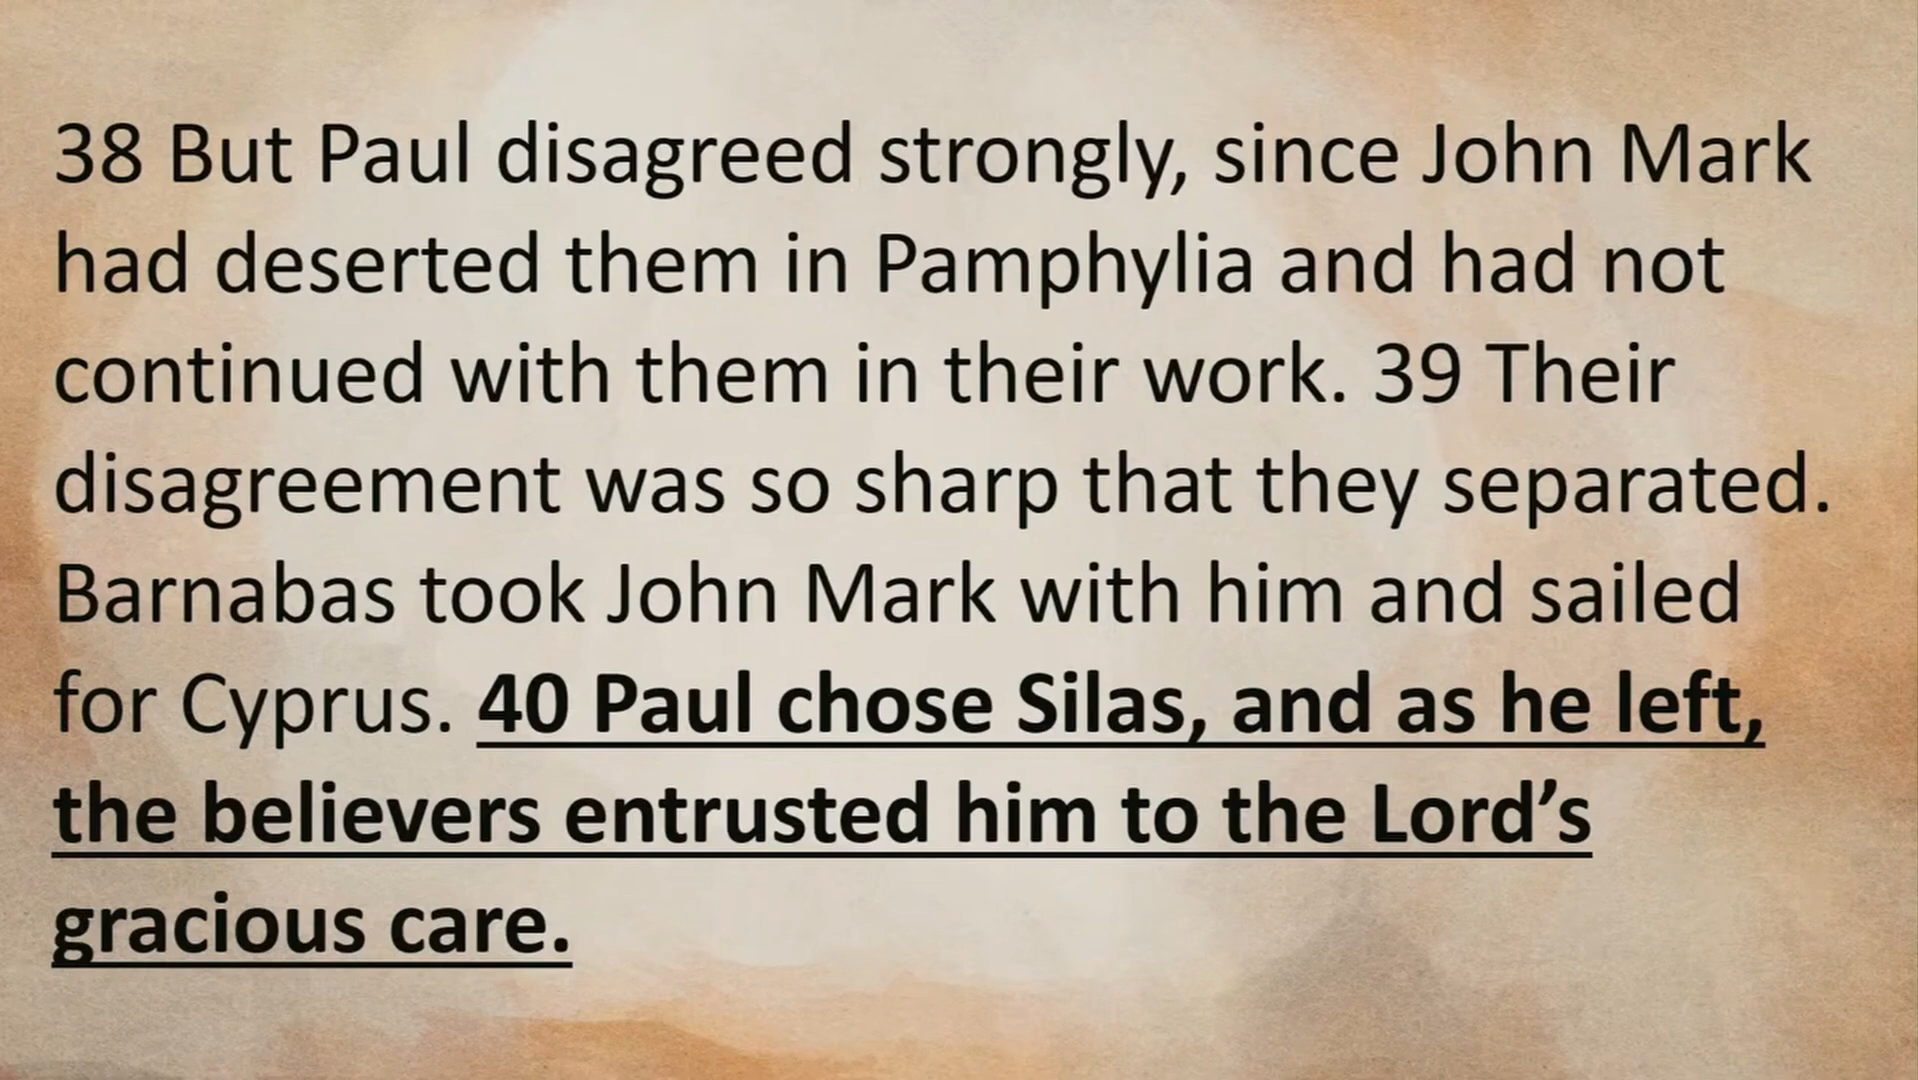 38 But Paul disagreed strongly, since John Mark
had deserted them in Pamphylia and had not
continued with them in their work. 39 Their
disagreement was so sharp that they separated.
Barnabas took John Mark with him and sailed
for Cyprus. 40 Paul chose Silas, and as he left,
the believers entrusted him to the Lord’s
gracious care.